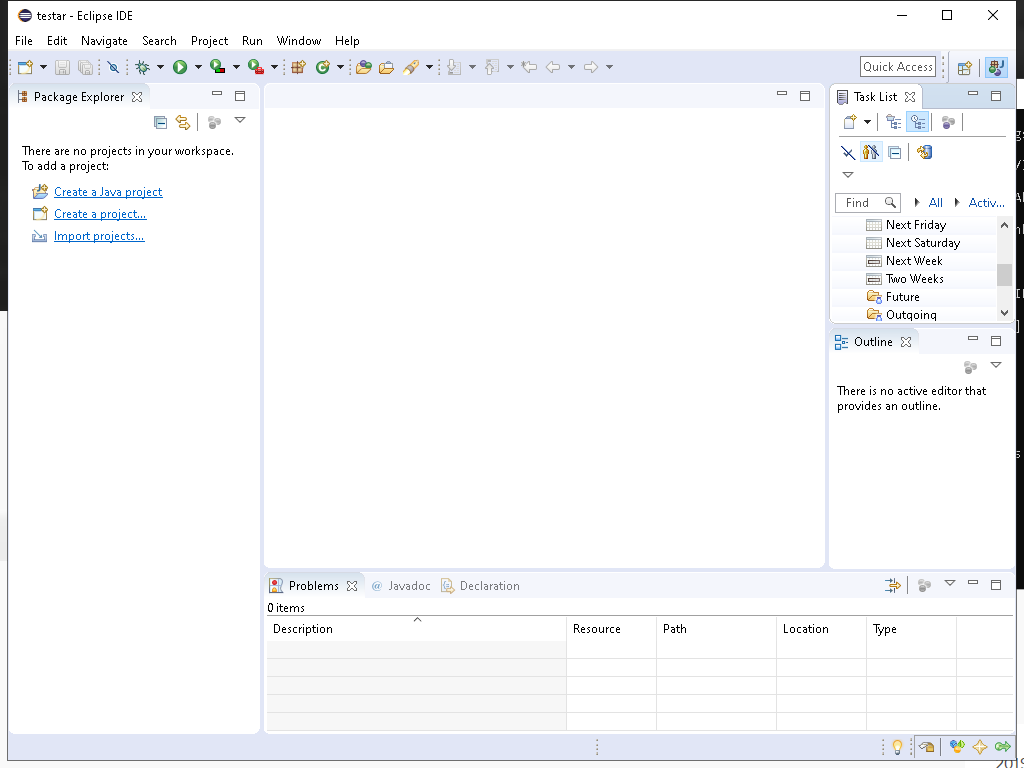 testar - Eclipse IDE
File Edit Navigate Search Project Run Window Help
Quick Access
Package Explorer
There are no projects in your workspace.
To add a project:
Create a Java project
Create a project...
Import projects...
Task List
Find All Activ...
Next Friday
Next Saturday
Next Week
Two Weeks
Future
Outgoing
Outline
There is no active editor that
provides an outline.
Problems @ Javadoc Declaration
0 items
Description Resource Path Location Type